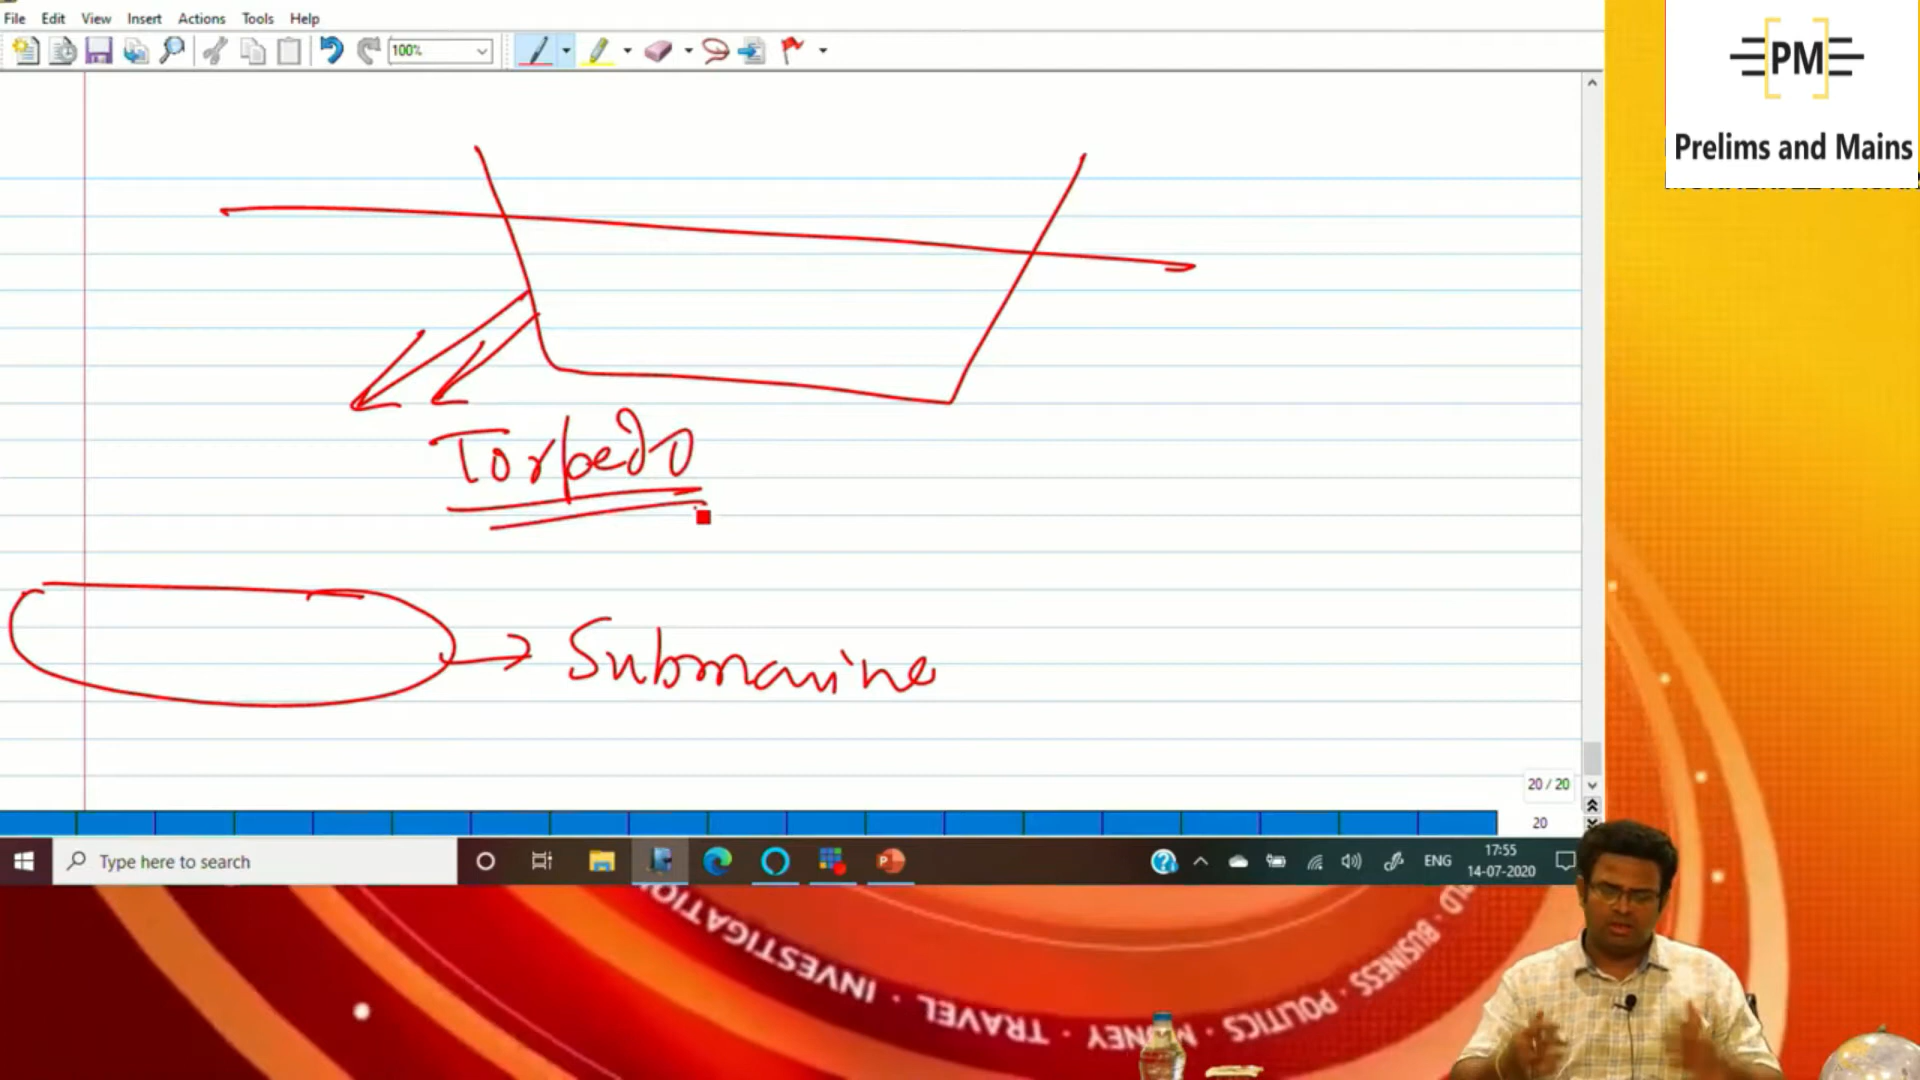 File Edit View Insert Actions Tools Help
100%
PM
Prelims and Mains
Torpedo
Submarine
20 / 20
20
Type here to search
ENG
17:55
14-07-2020
INVESTIGATION · TRAVEL · MONEY · POLITICS · BUSINESS ·